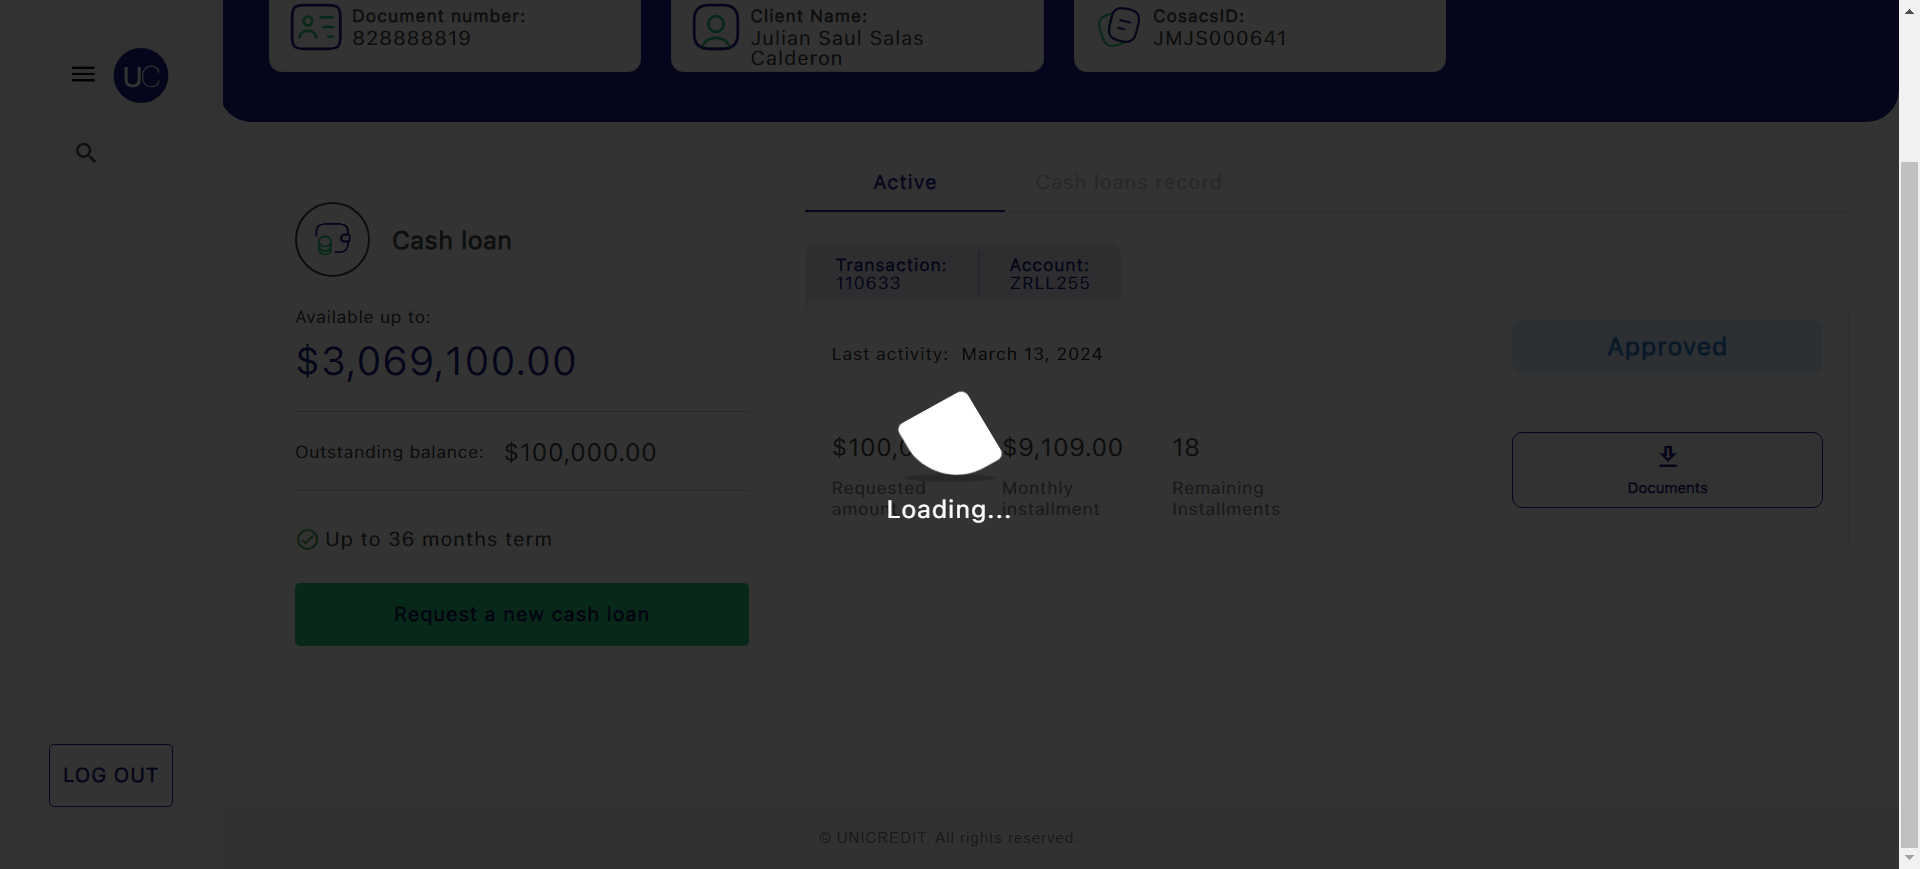 Document number:
828888819
Client Name:
Julian Saul Salas
Calderon
CosacsID:
JMJS000641
UC
Active
Cash loans record
Cash loan
Transaction:
110633
Account:
ZRLL255
Available up to:
$3,069,100.00
Last activity: March 13, 2024
Approved
Outstanding balance: $100,000.00
$100,0
Requested
amoun
$9,109.00
Monthly
installment
18
Remaining
Installments
Documents
Loading...
Up to 36 months term
Request a new cash loan
LOG OUT
© UNICREDIT. All rights reserved.